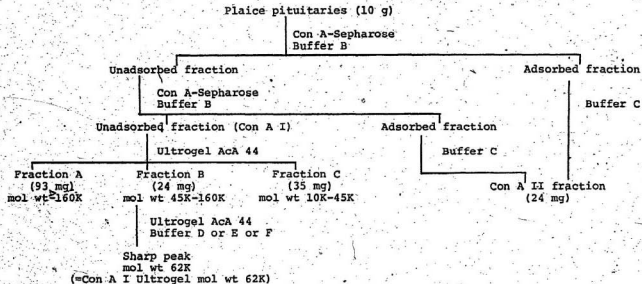 Plaice pituitaries (10 g)
Con A-Sepharose
Buffer B
Unadsorbed fraction
Adsorbed fraction
Con A-Sepharose
Buffer B
Buffer C
Unadsorbed fraction (Con A I)
Adsorbed fraction
Ultrogel AcA 44
Buffer C
Fraction A
(93 mg)
mol wt=160K
Fraction B
(24 mg)
mol wt 45K-160K
Fraction C
(35 mg)
mol wt 10K-45K
Con A II fraction
(24 mg)
Ultrogel AcA 44
Buffer D or E or F
Sharp peak
mol wt 62K
(=Con A I Ultrogel mol wt 62K)